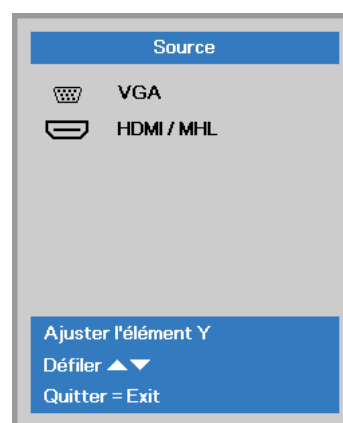 Source
VGA
HDMI / MHL
Ajuster l'élément Y
Défiler ▲▼
Quitter = Exit